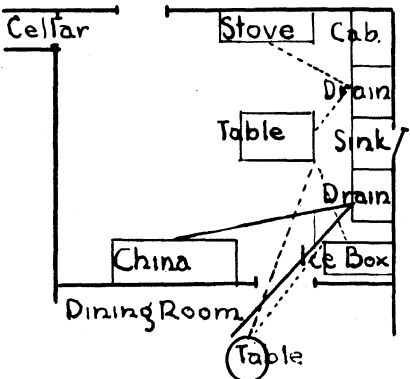 Cellar
Stove
Cab.
Drain
Table
Sink
Drain
China
Ice Box
Dining Room
Table